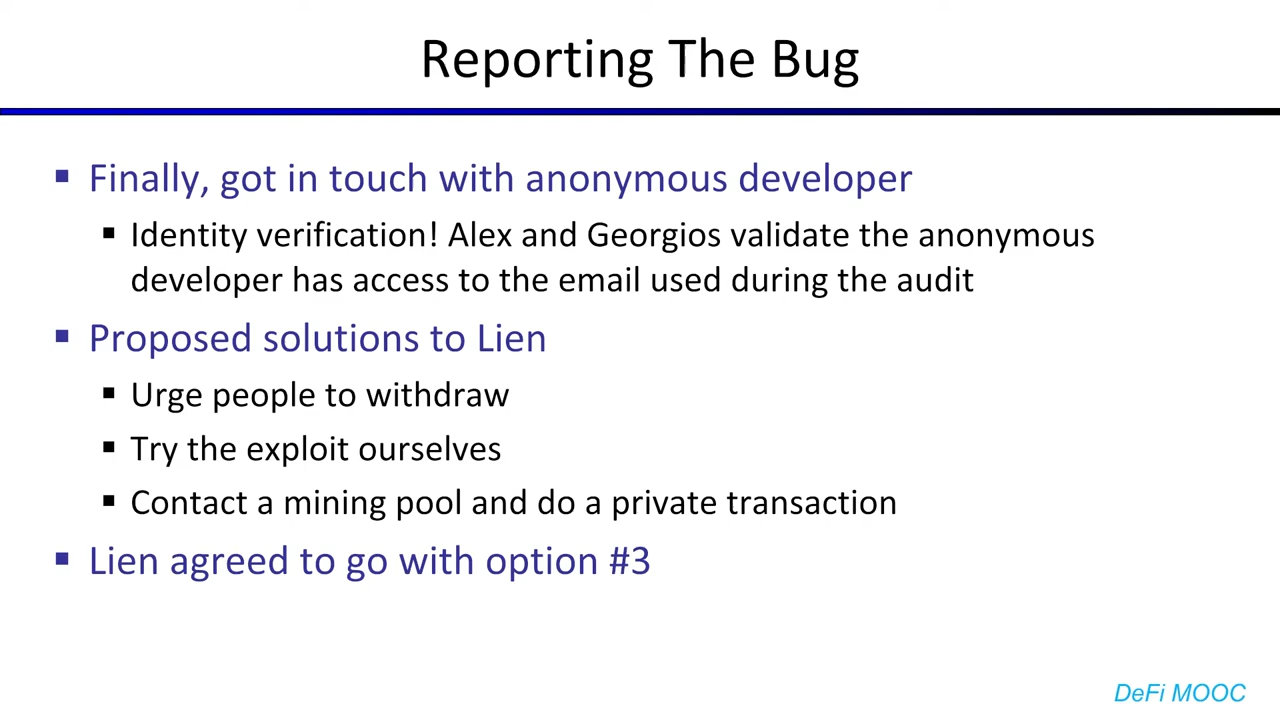 Reporting The Bug
▪ Finally, got in touch with anonymous developer
▪ Identity verification! Alex and Georgios validate the anonymous
developer has access to the email used during the audit
▪ Proposed solutions to Lien
▪ Urge people to withdraw
▪ Try the exploit ourselves
▪ Contact a mining pool and do a private transaction
▪ Lien agreed to go with option #3
DeFi MOOC